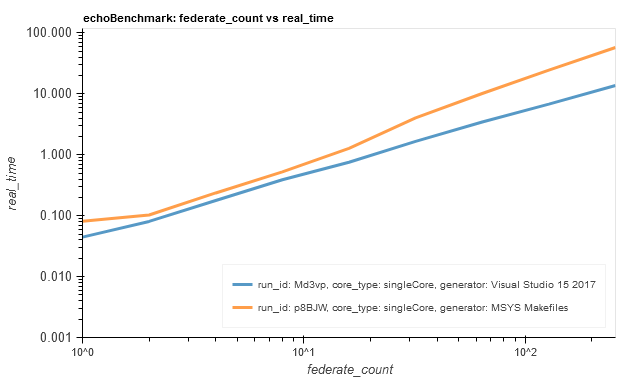 echoBenchmark: federate_count vs real_time
100.000
10.000
1.000
0.100
0.010
0.001
real_time
run_id: Md3vp, core_type: singleCore, generator: Visual Studio 15 2017
run_id: p8BJW, core_type: singleCore, generator: MSYS Makefiles
10^0
10^1
10^2
federate_count